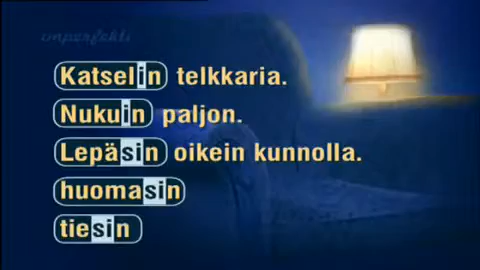 imperfekti
Katselin telkkaria.
Nukuin paljon.
Lepäsin oikein kunnolla.
huomasin
tiesin